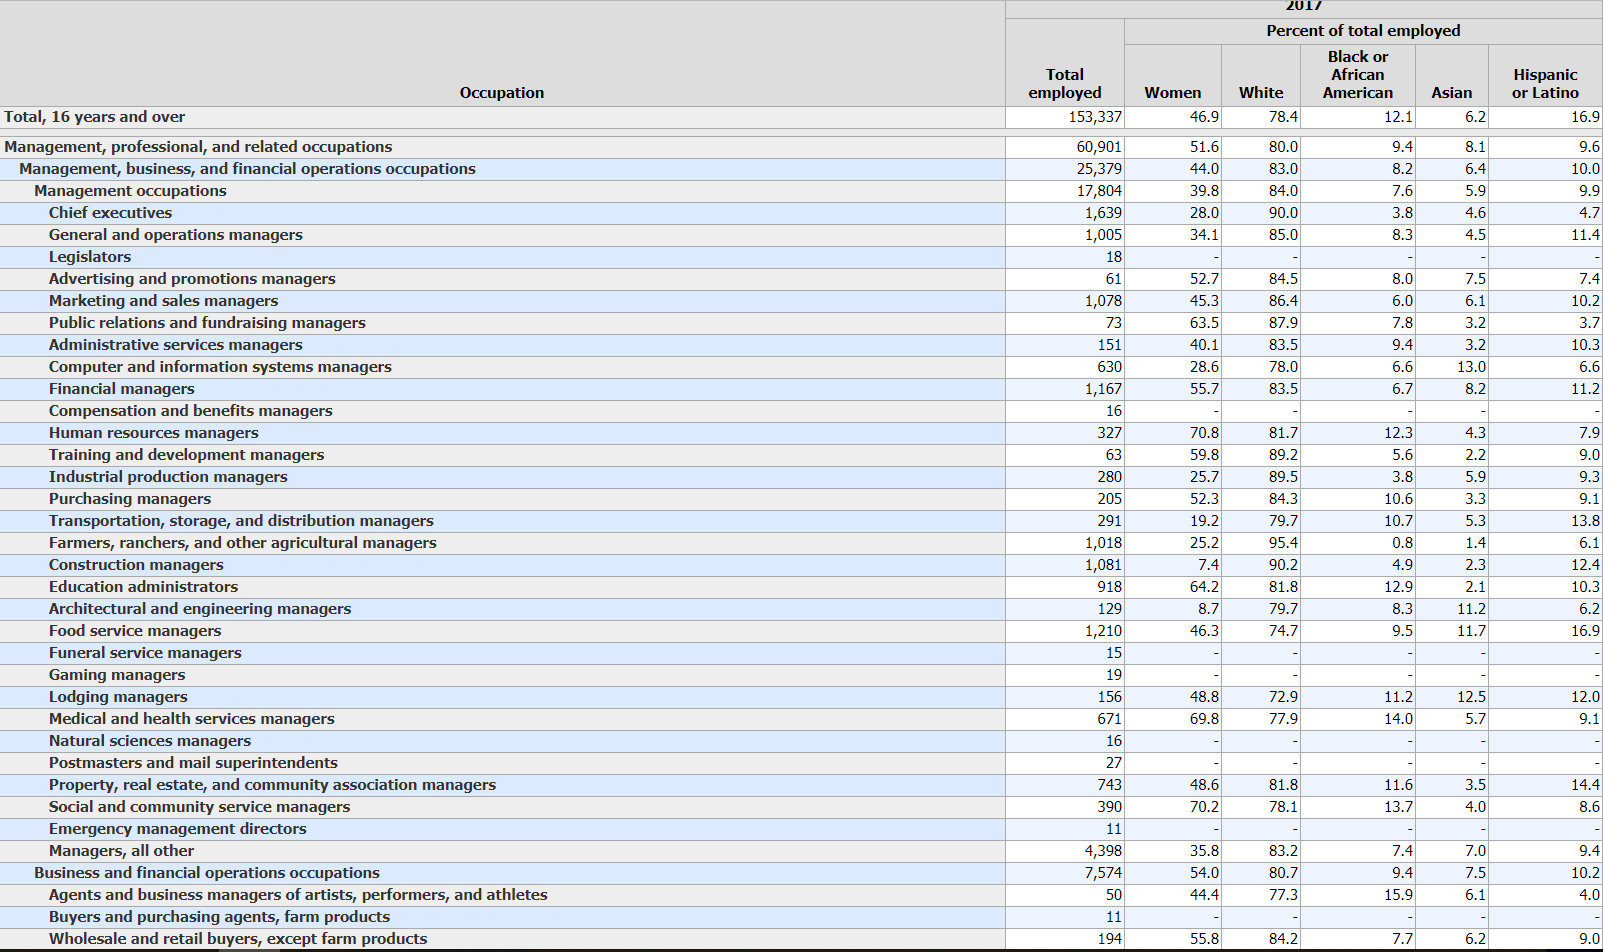 2017
Percent of total employed
Occupation
Total employed
Women
White
Black or African American
Asian
Hispanic or Latino
Total, 16 years and over 153,337 46.9 78.4 12.1 6.2 16.9
Management, professional, and related occupations 60,901 51.6 80.0 9.4 8.1 9.6
Management, business, and financial operations occupations 25,379 44.0 83.0 8.2 6.4 10.0
Management occupations 17,804 39.8 84.0 7.6 5.9 9.9
Chief executives 1,639 28.0 90.0 3.8 4.6 4.7
General and operations managers 1,005 34.1 85.0 8.3 4.5 11.4
Legislators 18 - - - - -
Advertising and promotions managers 61 52.7 84.5 8.0 7.5 7.4
Marketing and sales managers 1,078 45.3 86.4 6.0 6.1 10.2
Public relations and fundraising managers 73 63.5 87.9 7.8 3.2 3.7
Administrative services managers 151 40.1 83.5 9.4 3.2 10.3
Computer and information systems managers 630 28.6 78.0 6.6 13.0 6.6
Financial managers 1,167 55.7 83.5 6.7 8.2 11.2
Compensation and benefits managers 16 - - - - -
Human resources managers 327 70.8 81.7 12.3 4.3 7.9
Training and development managers 63 59.8 89.2 5.6 2.2 9.0
Industrial production managers 280 25.7 89.5 3.8 5.9 9.3
Purchasing managers 205 52.3 84.3 10.6 3.3 9.1
Transportation, storage, and distribution managers 291 19.2 79.7 10.7 5.3 13.8
Farmers, ranchers, and other agricultural managers 1,018 25.2 95.4 0.8 1.4 6.1
Construction managers 1,081 7.4 90.2 4.9 2.3 12.4
Education administrators 918 64.2 81.8 12.9 2.1 10.3
Architectural and engineering managers 129 8.7 79.7 8.3 11.2 6.2
Food service managers 1,210 46.3 74.7 9.5 11.7 16.9
Funeral service managers 15 - - - - -
Gaming managers 19 - - - - -
Lodging managers 156 48.8 72.9 11.2 12.5 12.0
Medical and health services managers 671 69.8 77.9 14.0 5.7 9.1
Natural sciences managers 16 - - - - -
Postmasters and mail superintendents 27 - - - - -
Property, real estate, and community association managers 743 48.6 81.8 11.6 3.5 14.4
Social and community service managers 390 70.2 78.1 13.7 4.0 8.6
Emergency management directors 11 - - - - -
Managers, all other 4,398 35.8 83.2 7.4 7.0 9.4
Business and financial operations occupations 7,574 54.0 80.7 9.4 7.5 10.2
Agents and business managers of artists, performers, and athletes 50 44.4 77.3 15.9 6.1 4.0
Buyers and purchasing agents, farm products 11 - - - - -
Wholesale and retail buyers, except farm products 194 55.8 84.2 7.7 6.2 9.0